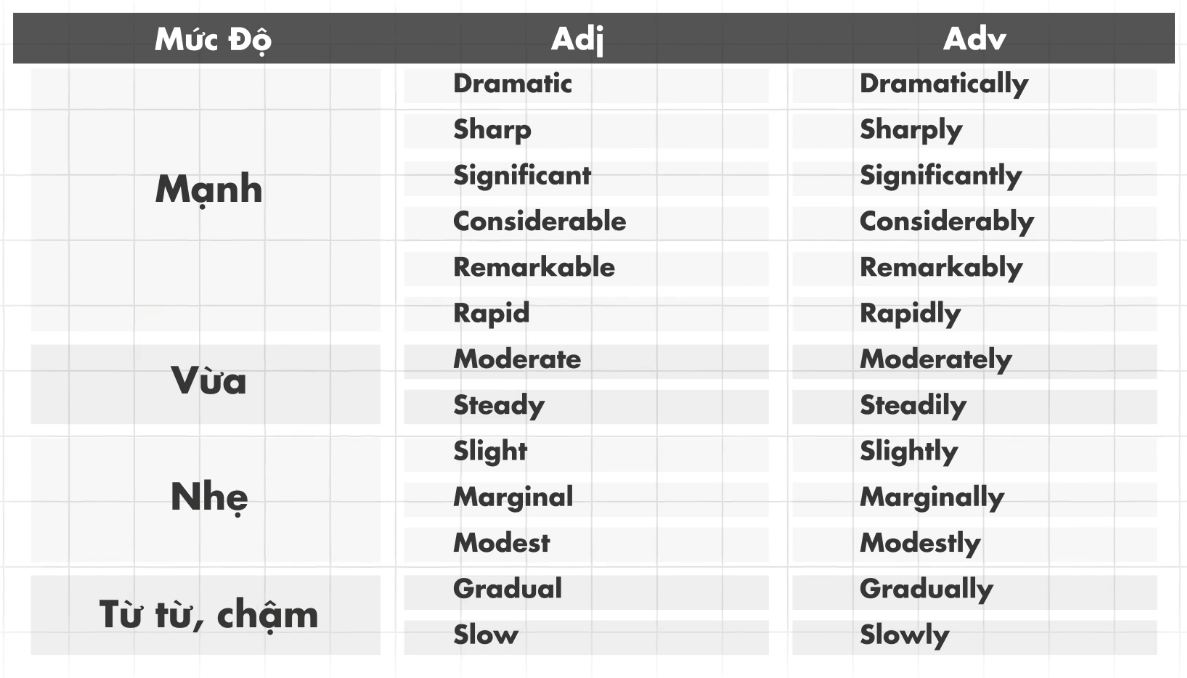 Mức Độ Adj Adv
Dramatic Dramatically
Sharp Sharply
Mạnh Significant Significantly
Considerable Considerably
Remarkable Remarkably
Rapid Rapidly
Vừa Moderate Moderately
Steady Steadily
Slight Slightly
Nhẹ Marginal Marginally
Modest Modestly
Từ từ, chậm Gradual Gradually
Slow Slowly